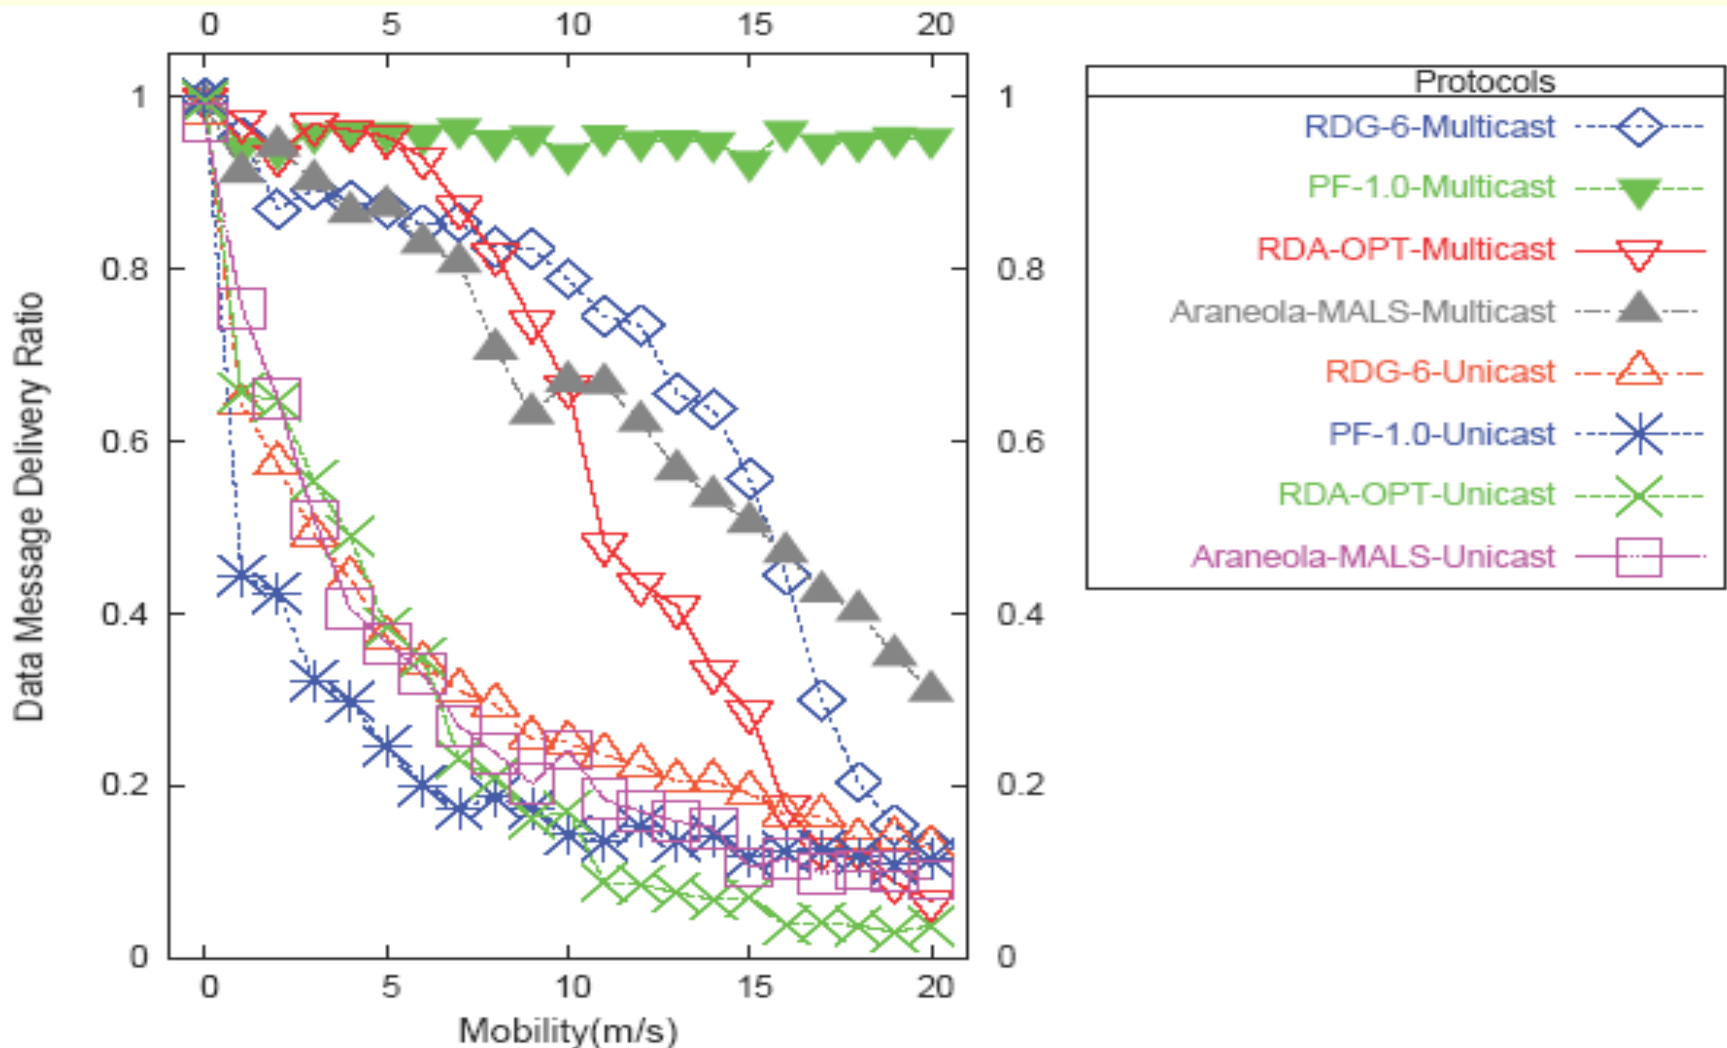 0 5 10 15 20
Protocols
RDG-6-Multicast
PF-1.0-Multicast
RDA-OPT-Multicast
Araneola-MALS-Multicast
RDG-6-Unicast
PF-1.0-Unicast
RDA-OPT-Unicast
Araneola-MALS-Unicast
1 1
0.8 0.8
0.6 0.6
0.4 0.4
0.2 0.2
0 0
Data Message Delivery Ratio
0 5 10 15 20
Mobility(m/s)